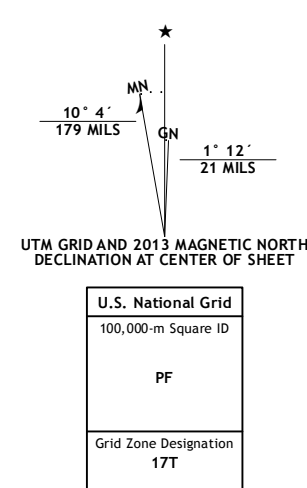 ★
MN
GN
10° 4´
179 MILS
1° 12´
21 MILS
UTM GRID AND 2013 MAGNETIC NORTH
DECLINATION AT CENTER OF SHEET
U.S. National Grid
100,000-m Square ID
PF
Grid Zone Designation
17T